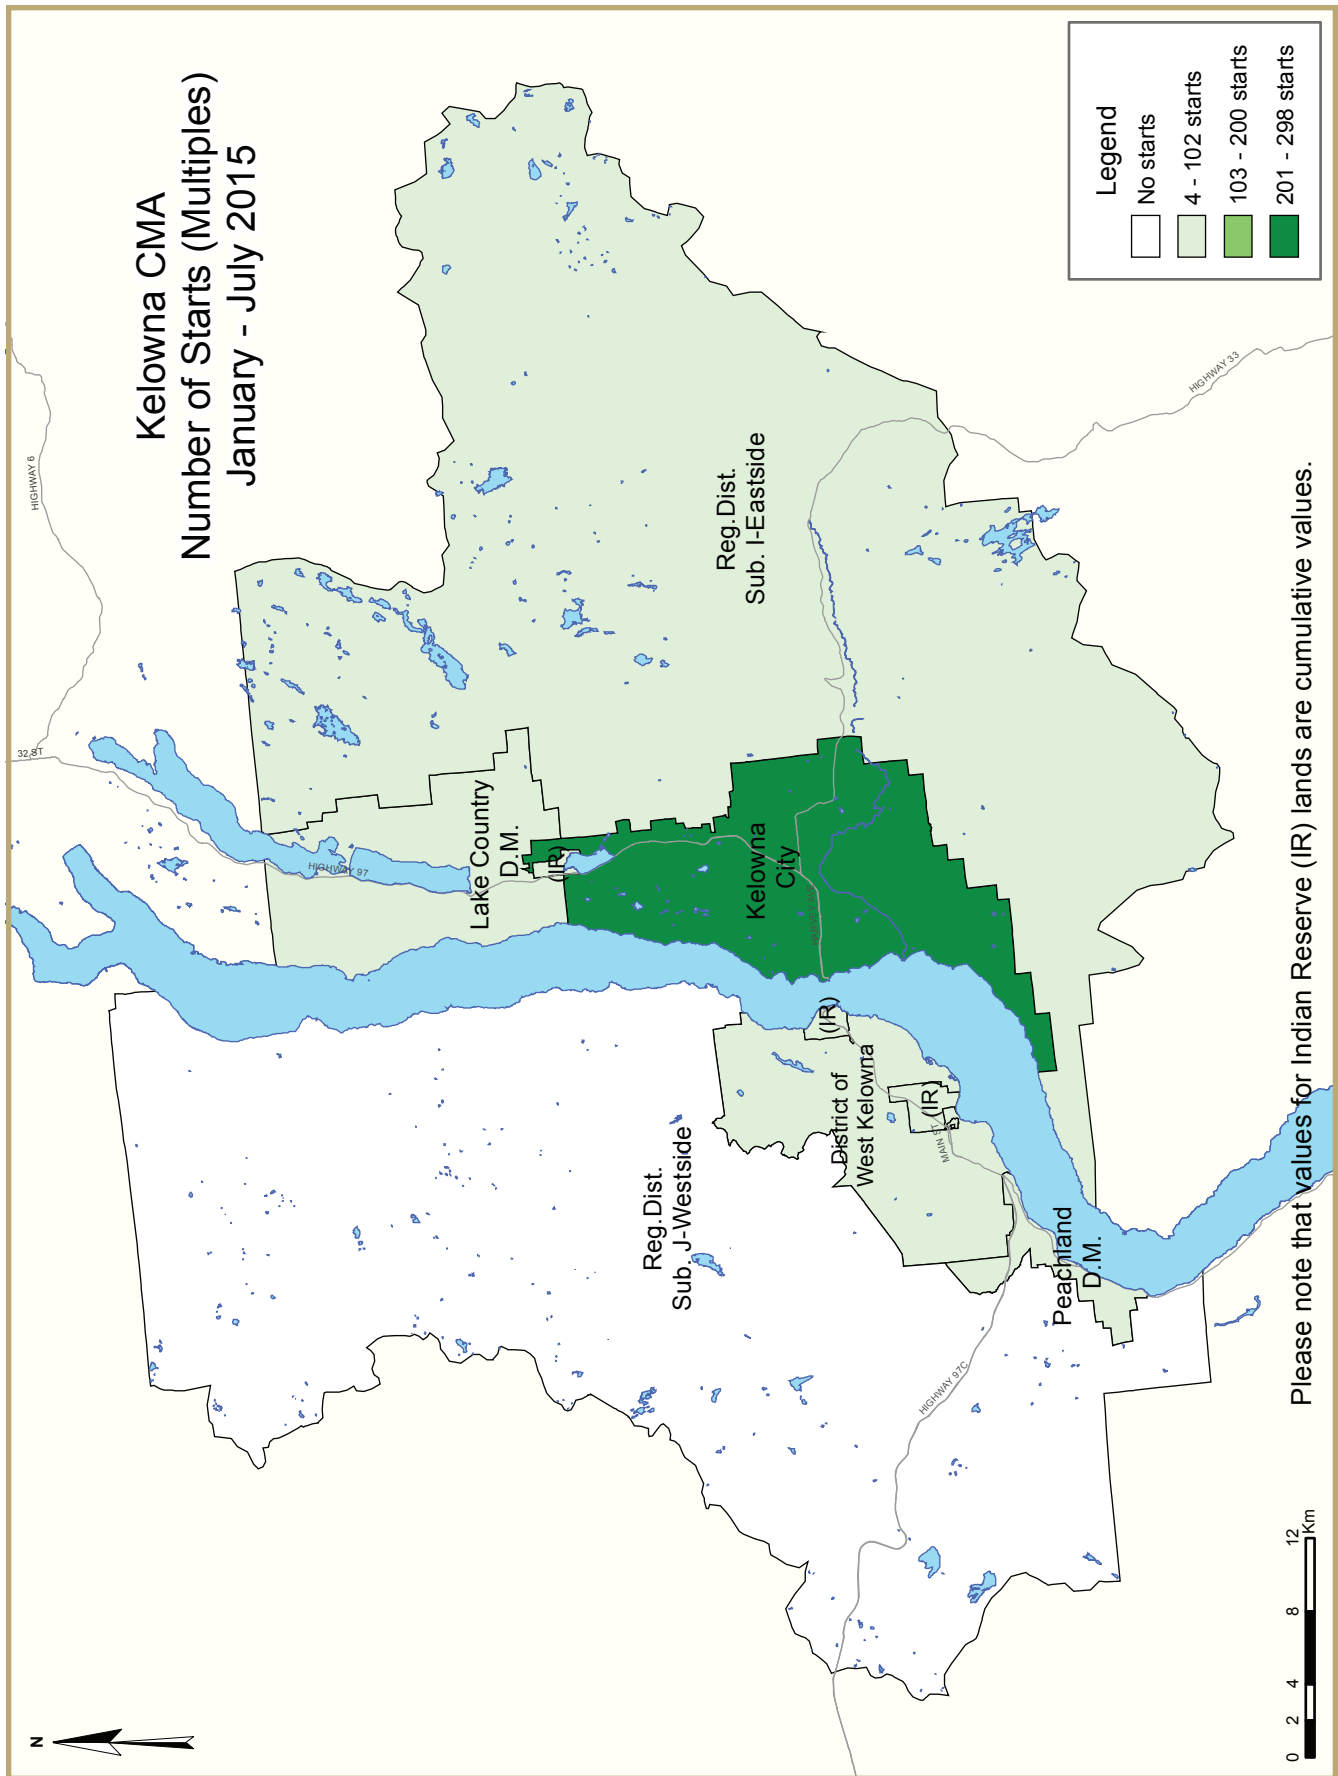 Kelowna CMA
Number of Starts (Multiples)
January - July 2015
N
HIGHWAY 6
32 ST
HIGHWAY 97
Lake Country
D.M.
(IR)
Kelowna
City
Reg.Dist.
Sub. I-Eastside
HIGHWAY 33
Reg.Dist.
Sub. J-Westside
(IR)
District of
West Kelowna
(IR)
MAIN ST
Peachland
D.M.
HIGHWAY 97C
Legend
No starts
4 - 102 starts
103 - 200 starts
201 - 298 starts
0 2 4 8 12
Km
Please note that values for Indian Reserve (IR) lands are cumulative values.